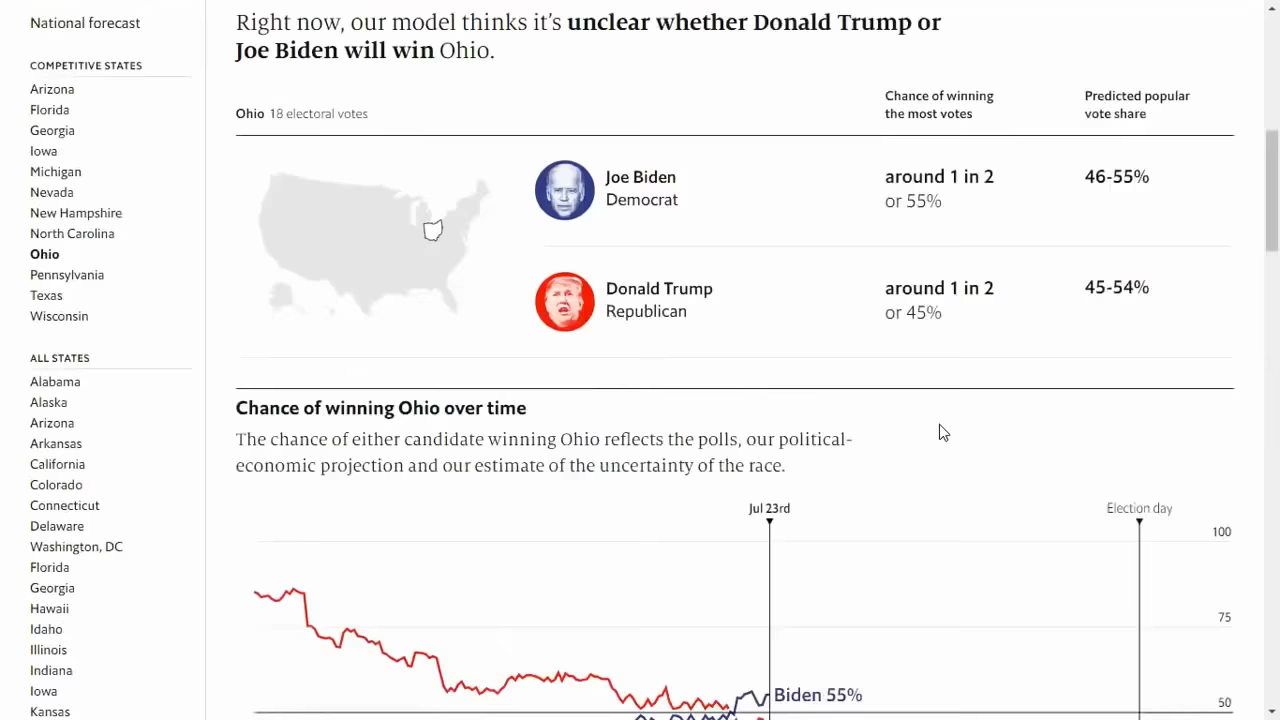 National forecast
COMPETITIVE STATES
Arizona
Florida
Georgia
Iowa
Michigan
Nevada
New Hampshire
North Carolina
Ohio
Pennsylvania
Texas
Wisconsin
ALL STATES
Alabama
Alaska
Arizona
Arkansas
California
Colorado
Connecticut
Delaware
Washington, DC
Florida
Georgia
Hawaii
Idaho
Illinois
Indiana
Iowa
Kansas
Right now, our model thinks it’s unclear whether Donald Trump or
Joe Biden will win Ohio.
Ohio 18 electoral votes
Chance of winning
the most votes
Predicted popular
vote share
Joe Biden
Democrat
around 1 in 2
or 55%
46-55%
Donald Trump
Republican
around 1 in 2
or 45%
45-54%
Chance of winning Ohio over time
The chance of either candidate winning Ohio reflects the polls, our political-
economic projection and our estimate of the uncertainty of the race.
Jul 23rd
Election day
100
75
Biden 55%
50